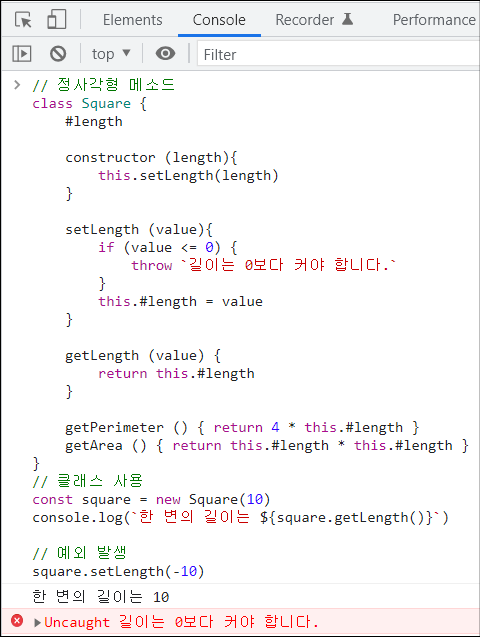 Elements Console Recorder Performance
top ▼ Filter
// 정사각형 메소드
class Square {
#length
constructor (length){
this.setLength(length)
}
setLength (value){
if (value <= 0) {
throw `길이는 0보다 커야 합니다.`
}
this.#length = value
}
getLength (value) {
return this.#length
}
getPerimeter () { return 4 * this.#length }
getArea () { return this.#length * this.#length }
}
// 클래스 사용
const square = new Square(10)
console.log(`한 변의 길이는 ${square.getLength()}`)
// 예외 발생
square.setLength(-10)
한 변의 길이는 10
Uncaught 길이는 0보다 커야 합니다.